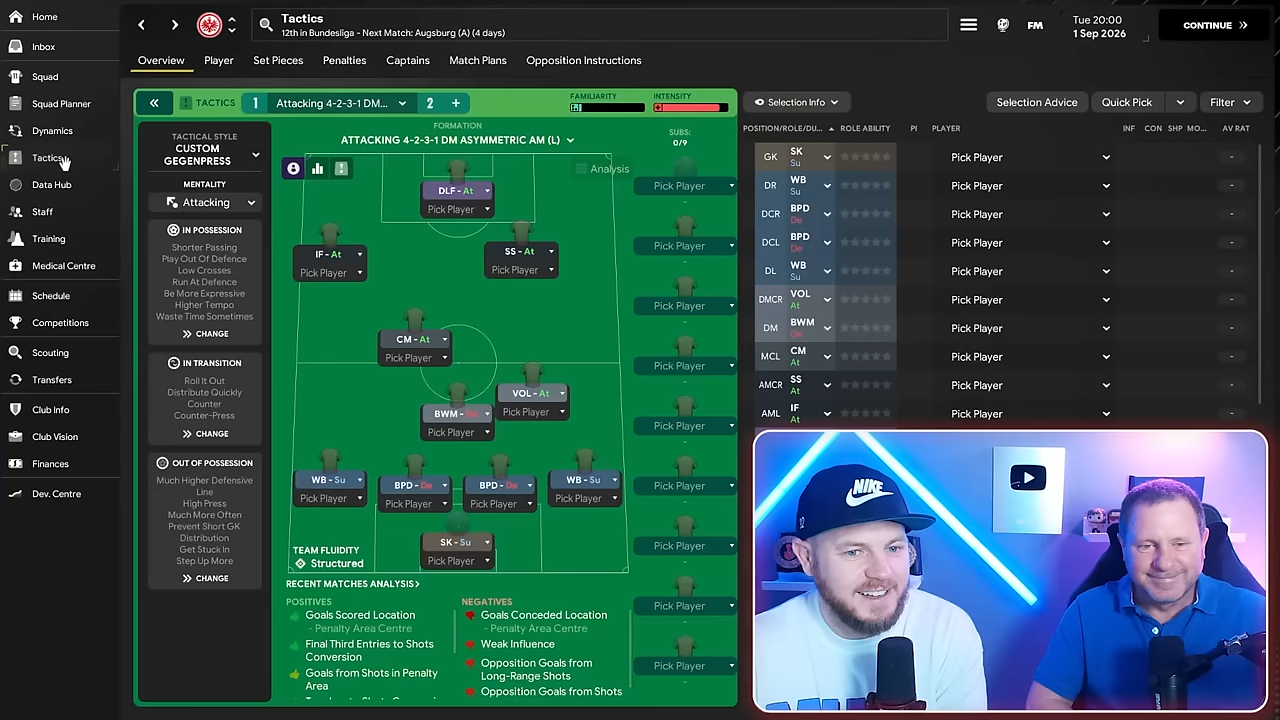 Home
Inbox
Squad
Squad Planner
Dynamics
Tactics
Data Hub
Staff
Training
Medical Centre
Schedule
Competitions
Scouting
Transfers
Club Info
Club Vision
Finances
Dev. Centre
Tactics
12th in Bundesliga - Next Match: Augsburg (A) (4 days)
FM
Tue 20:00
1 Sep 2026
CONTINUE
Overview
Player
Set Pieces
Penalties
Captains
Match Plans
Opposition Instructions
TACTICS
1
Attacking 4-2-3-1 DM...
2
+
FAMILIARITY
INTENSITY
TACTICAL STYLE
CUSTOM
GEGENPRESS
MENTALITY
Attacking
IN POSSESSION
Shorter Passing
Play Out Of Defence
Low Crosses
Run At Defence
Be More Expressive
Higher Tempo
Waste Time Sometimes
CHANGE
IN TRANSITION
Roll It Out
Distribute Quickly
Counter
Counter-Press
CHANGE
OUT OF POSSESSION
Much Higher Defensive
Line
High Press
Much More Often
Prevent Short GK
Distribution
Get Stuck In
Step Up More
CHANGE
FORMATION
ATTACKING 4-2-3-1 DM ASYMMETRIC AM (L)
Analysis
DLF - At
Pick Player
IF - At
Pick Player
SS - At
Pick Player
CM - At
Pick Player
VOL - At
Pick Player
BWM - De
Pick Player
WB - Su
Pick Player
BPD - De
Pick Player
BPD - De
Pick Player
WB - Su
Pick Player
SK - Su
Pick Player
TEAM FLUIDITY
Structured
SUBS:
0/9
Pick Player
Pick Player
Pick Player
Pick Player
Pick Player
Pick Player
Pick Player
Pick Player
Pick Player
RECENT MATCHES ANALYSIS
POSITIVES
Goals Scored Location
- Penalty Area Centre
Final Third Entries to Shots
Conversion
Goals from Shots in Penalty
Area
NEGATIVES
Goals Conceded Location
- Penalty Area Centre
Weak Influence
Opposition Goals from
Long-Range Shots
Opposition Goals from Shots
Selection Info
Selection Advice
Quick Pick
Filter
POSITION/ROLE/DU... ROLE ABILITY PI PLAYER INF CON SHP MO... AV RAT
GK SK Su Pick Player -
DR WB Su Pick Player -
DCR BPD De Pick Player -
DCL BPD De Pick Player -
DL WB Su Pick Player -
DMCR VOL At Pick Player -
DM BWM De Pick Player -
MCL CM At Pick Player -
AMCR SS At Pick Player -
AML IF At Pick Player -
NIKE